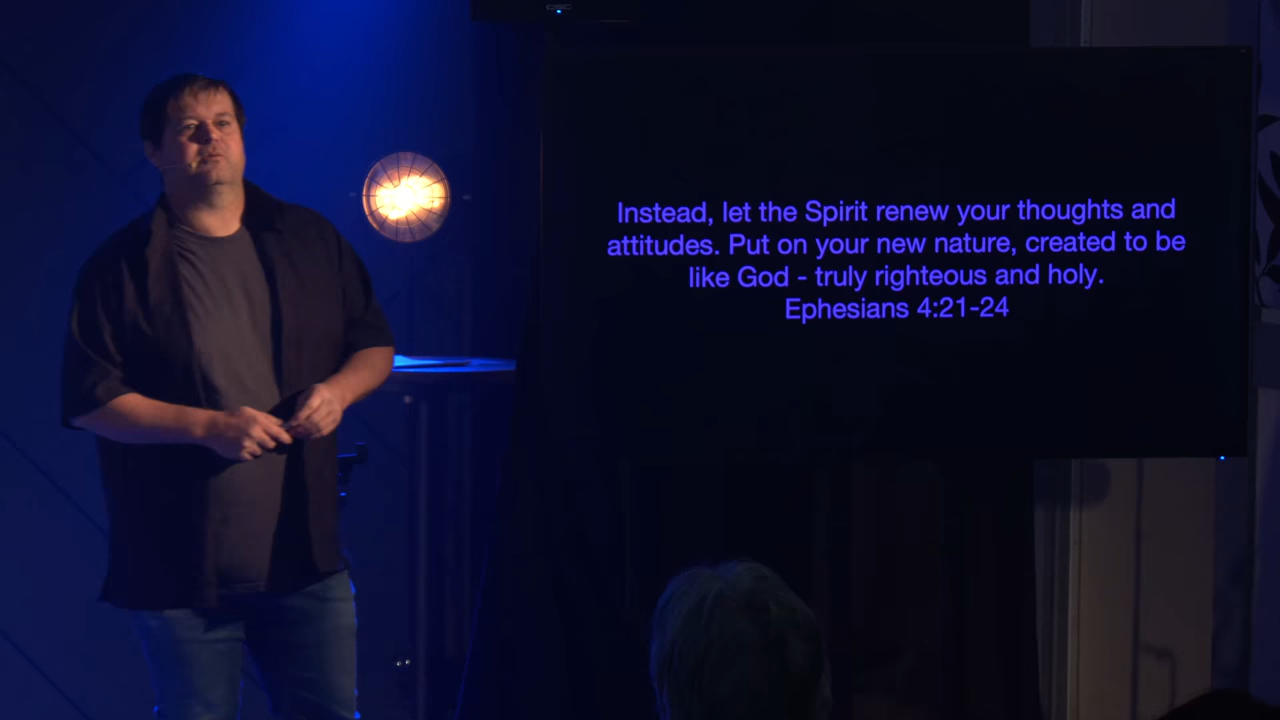 Instead, let the Spirit renew your thoughts and
attitudes. Put on your new nature, created to be
like God - truly righteous and holy.
Ephesians 4:21-24